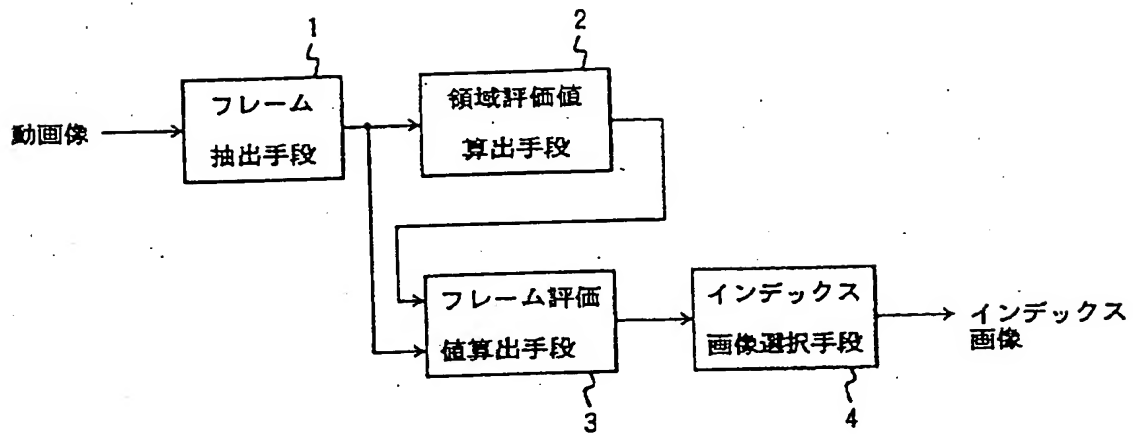 1
2
動画像
フレーム
抽出手段
領域評価値
算出手段
フレーム評価
値算出手段
インデックス
画像選択手段
インデックス
画像
3
4